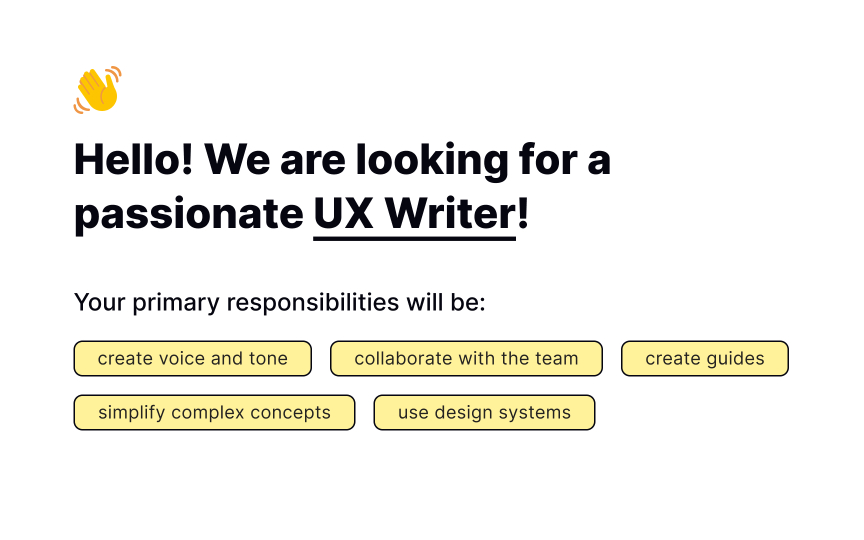 Hello! We are looking for a
passionate UX Writer!
Your primary responsibilities will be:
create voice and tone
collaborate with the team
create guides
simplify complex concepts
use design systems